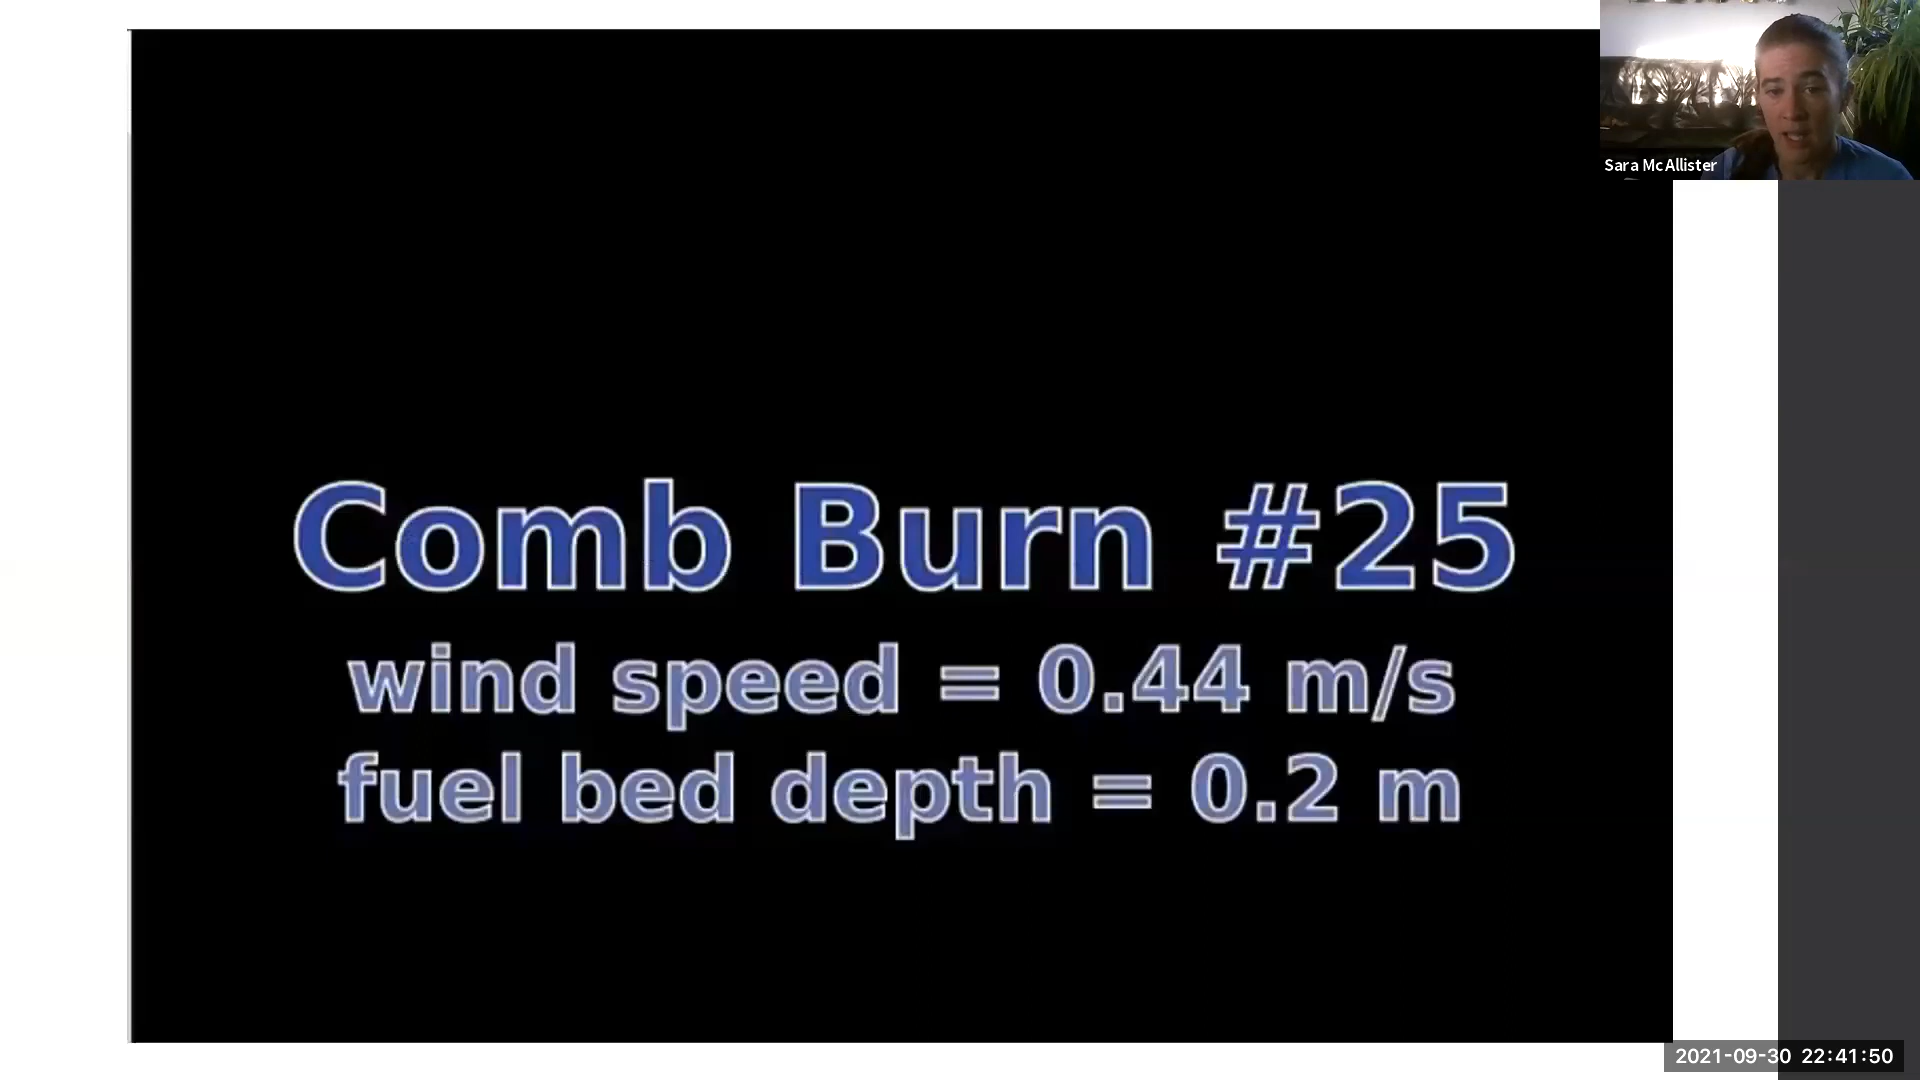 Sara McAllister
Comb Burn #25
wind speed = 0.44 m/s
fuel bed depth = 0.2 m
2021-09-30 22:41:50